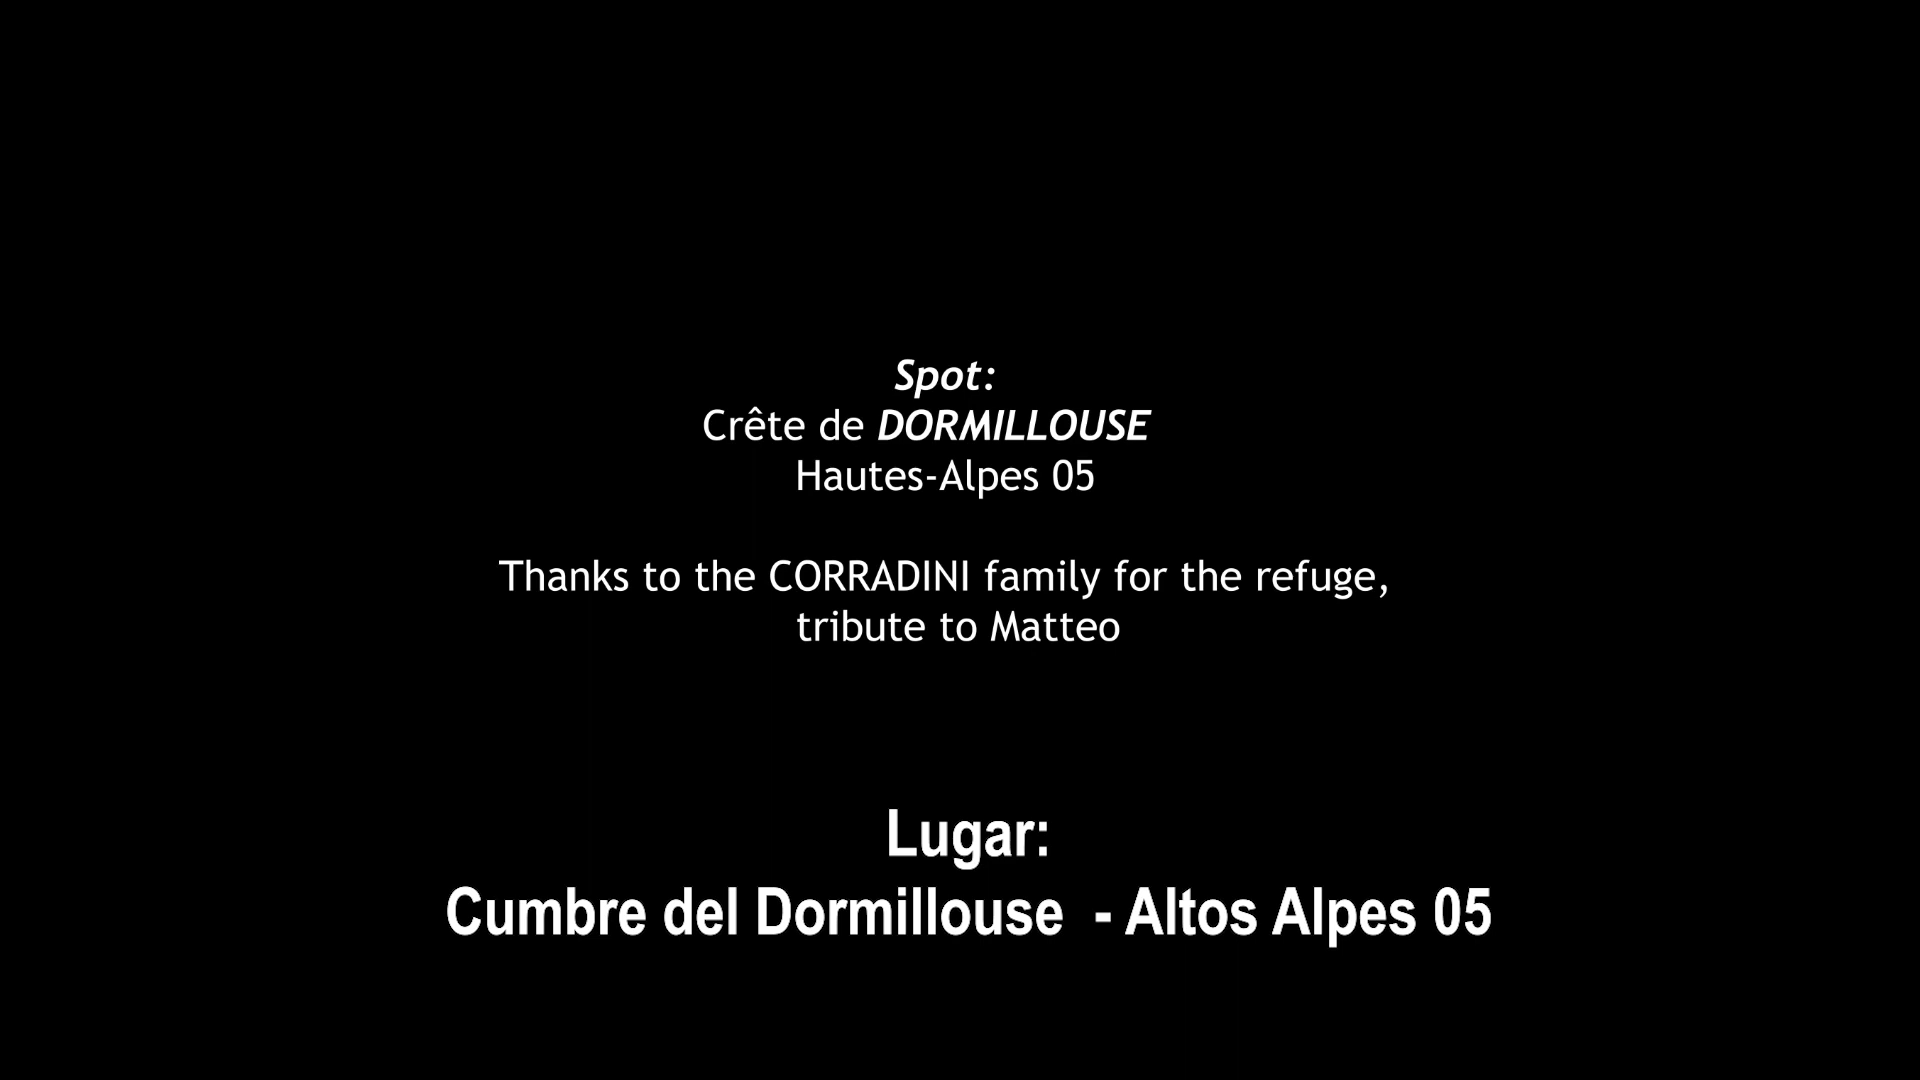 Spot:
Crête de DORMILLOUSE
Hautes-Alpes 05
Thanks to the CORRADINI family for the refuge,
tribute to Matteo
Lugar:
Cumbre del Dormillouse - Altos Alpes 05